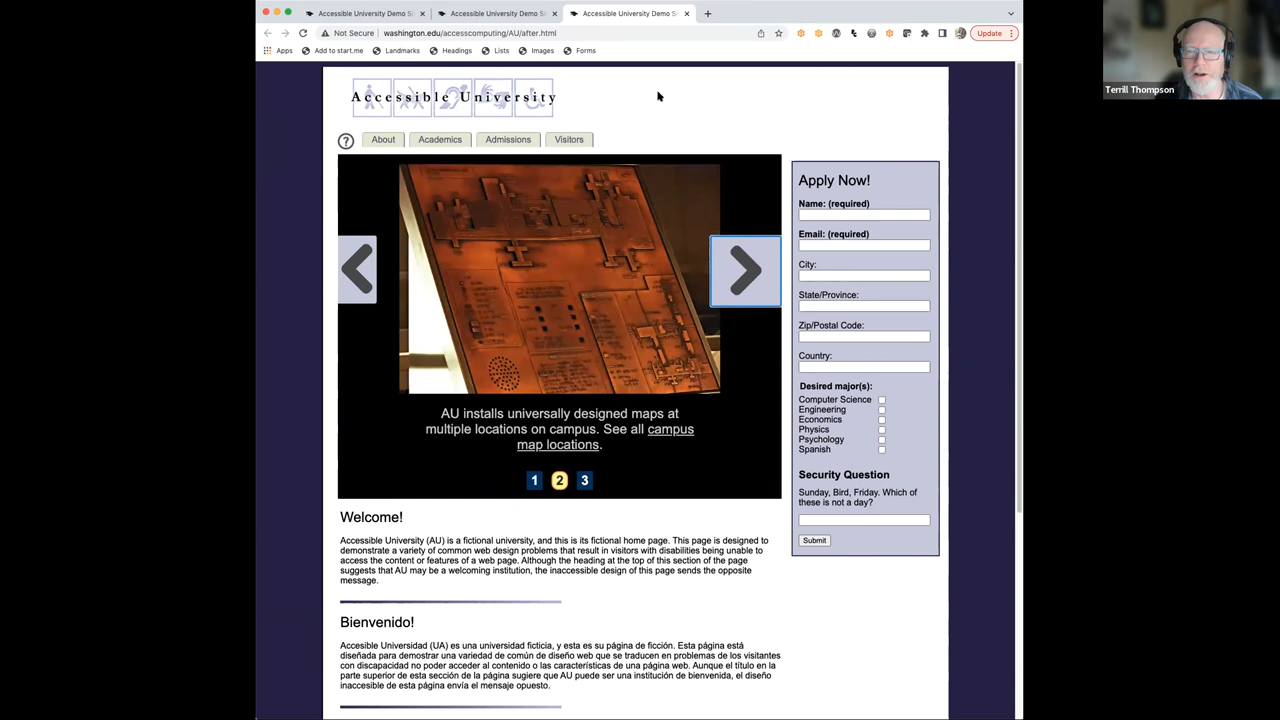 Accessible University Demo Si
Accessible University Demo Si
Accessible University Demo Si
Not Secure
washington.edu/accesscomputing/AU/after.html
Update
Apps
Add to start.me
Landmarks
Headings
Lists
Images
Forms
Terrill Thompson
Accessible University
About
Academics
Admissions
Visitors
AU installs universally designed maps at
multiple locations on campus. See all campus
map locations.
1 2 3
Apply Now!
Name: (required)
Email: (required)
City:
State/Province:
Zip/Postal Code:
Country:
Desired major(s):
Computer Science
Engineering
Economics
Physics
Psychology
Spanish
Security Question
Sunday, Bird, Friday. Which of
these is not a day?
Submit
Welcome!
Accessible University (AU) is a fictional university, and this is its fictional home page. This page is designed to
demonstrate a variety of common web design problems that result in visitors with disabilities being unable to
access the content or features of a web page. Although the heading at the top of this section of the page
suggests that AU may be a welcoming institution, the inaccessible design of this page sends the opposite
message.
Bienvenido!
Accesible Universidad (UA) es una universidad ficticia, y esta es su página de ficción. Esta página está
diseñada para demostrar una variedad de común de diseño web que se traducen en problemas de los visitantes
con discapacidad no poder acceder al contenido o las características de una página web. Aunque el título en la
parte superior de esta sección de la página sugiere que AU puede ser una institución de bienvenida, el diseño
inaccesible de esta página envía el mensaje opuesto.